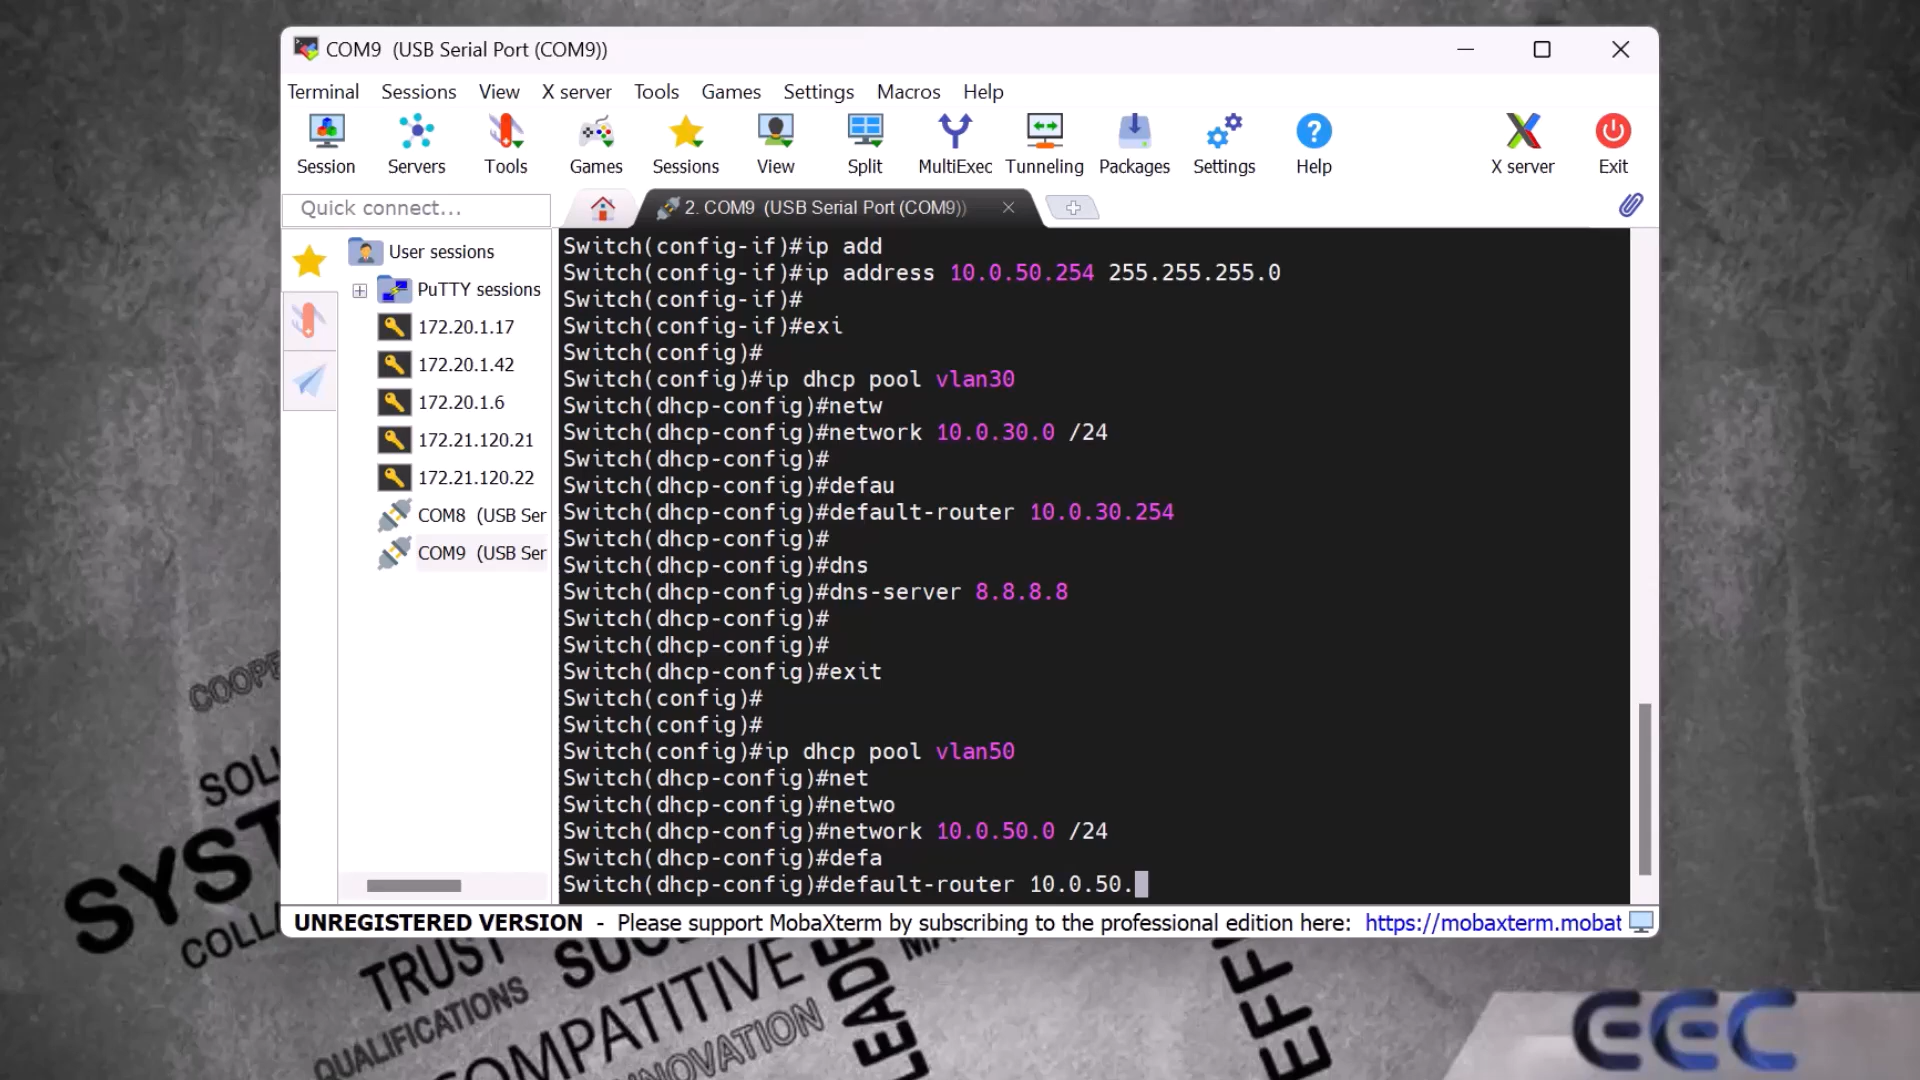 COM9 (USB Serial Port (COM9))
Terminal Sessions View X server Tools Games Settings Macros Help
Session Servers Tools Games Sessions View Split MultiExec Tunneling Packages Settings Help X server Exit
Quick connect...
2. COM9 (USB Serial Port (COM9))
User sessions
PuTTY sessions
172.20.1.17
172.20.1.42
172.20.1.6
172.21.120.21
172.21.120.22
COM8 (USB Ser
COM9 (USB Ser
Switch(config-if)#ip add
Switch(config-if)#ip address 10.0.50.254 255.255.255.0
Switch(config-if)#
Switch(config-if)#exi
Switch(config)#
Switch(config)#ip dhcp pool vlan30
Switch(dhcp-config)#netw
Switch(dhcp-config)#network 10.0.30.0 /24
Switch(dhcp-config)#
Switch(dhcp-config)#defau
Switch(dhcp-config)#default-router 10.0.30.254
Switch(dhcp-config)#
Switch(dhcp-config)#dns
Switch(dhcp-config)#dns-server 8.8.8.8
Switch(dhcp-config)#
Switch(dhcp-config)#
Switch(dhcp-config)#exit
Switch(config)#
Switch(config)#
Switch(config)#ip dhcp pool vlan50
Switch(dhcp-config)#net
Switch(dhcp-config)#netwo
Switch(dhcp-config)#network 10.0.50.0 /24
Switch(dhcp-config)#defa
Switch(dhcp-config)#default-router 10.0.50.
UNREGISTERED VERSION - Please support MobaXterm by subscribing to the professional edition here: https://mobaxterm.mobat
COOPE
SOLU
SYST
COLLA
TRUST
QUALIFICATIONS
COMPATITIVE
INNOVATION
LEADE
EFF
EEC